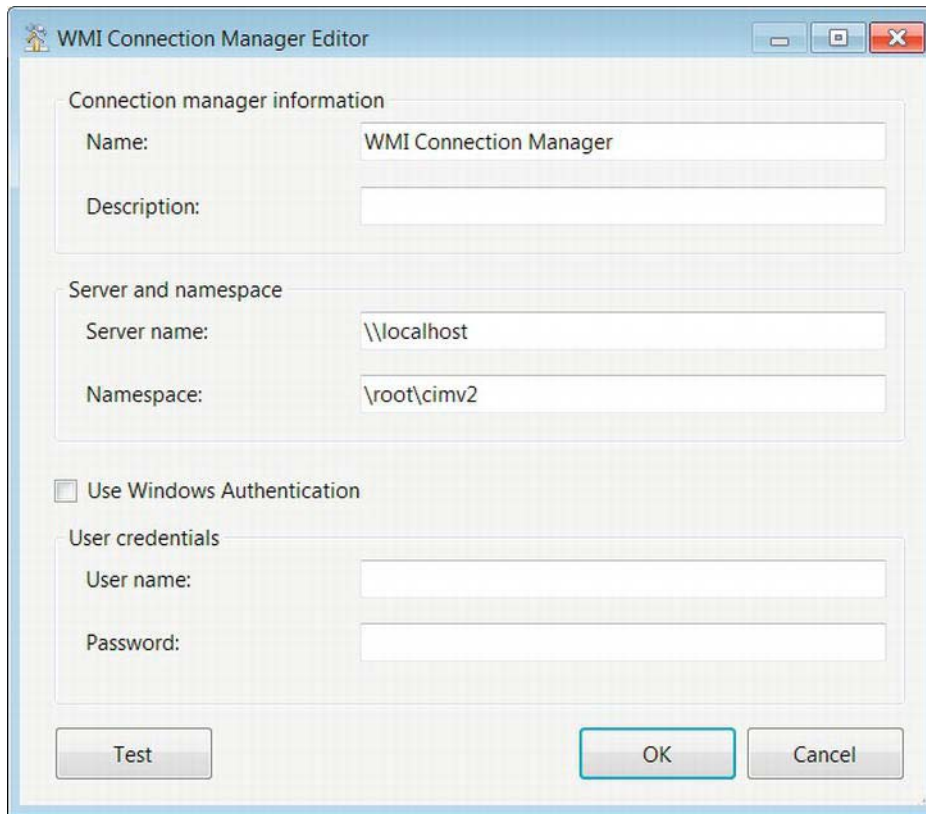 WMI Connection Manager Editor
Connection manager information
Name: WMI Connection Manager
Description:
Server and namespace
Server name: \\localhost
Namespace: \root\cimv2
Use Windows Authentication
User credentials
User name:
Password:
Test OK Cancel